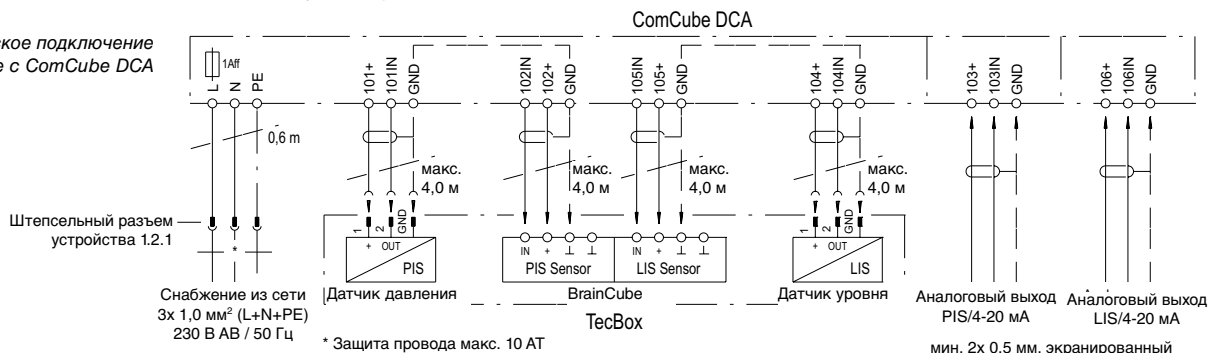 ComCube DCA
ское подключение
е с ComCube DCA
1Aff
L N PE
101+ 101IN GND
102IN 102+ GND
105IN 105+ GND
104+ 104IN GND
103+ 103IN GND
106+ 106IN GND
0,6 m
макс.
4,0 м
макс.
4,0 м
макс.
4,0 м
макс.
4,0 м
Штепсельный разъем
устройства 1.2.1
*
1 2 GND
+ OUT
PIS
IN + ⊥ ⊥
PIS Sensor
IN + ⊥ ⊥
LIS Sensor
1 2 GND
+ OUT
LIS
Снабжение из сети
3x 1,0 мм² (L+N+PE)
230 В АВ / 50 Гц
Датчик давления
BrainCube
Датчик уровня
TecBox
* Защита провода макс. 10 AT
Аналоговый выход
PIS/4-20 мА
Аналоговый выход
LIS/4-20 мА
мин. 2x 0,5 мм, экранированный